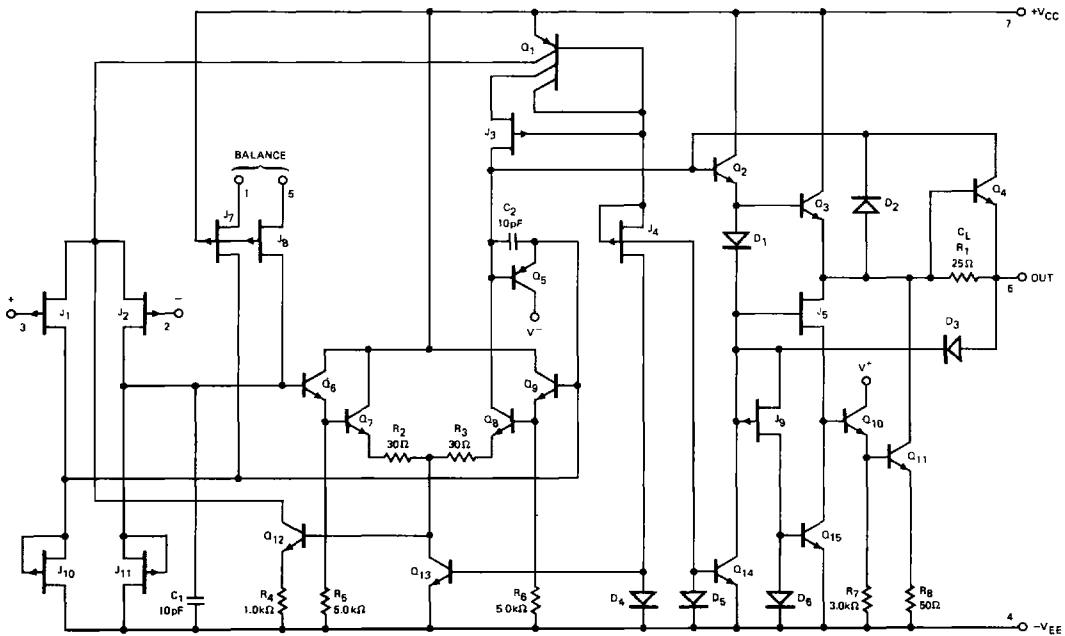 7
+VCC
Q1
J3
BALANCE
1
5
J7
J8
C2
10pF
J4
Q2
Q3
D2
Q4
D1
CL
R1
25Ω
OUT
6
Q5
V−
J1
J2
+
3
−
2
J5
D3
Q6
Q7
R2
30Ω
R3
30Ω
Q8
Q9
J9
V+
Q10
Q11
Q12
Q13
J10
J11
C1
10pF
R4
1.0kΩ
R5
5.0kΩ
R6
5.0kΩ
D4
D5
Q14
D6
Q15
R7
3.0kΩ
R8
50Ω
4
−VEE